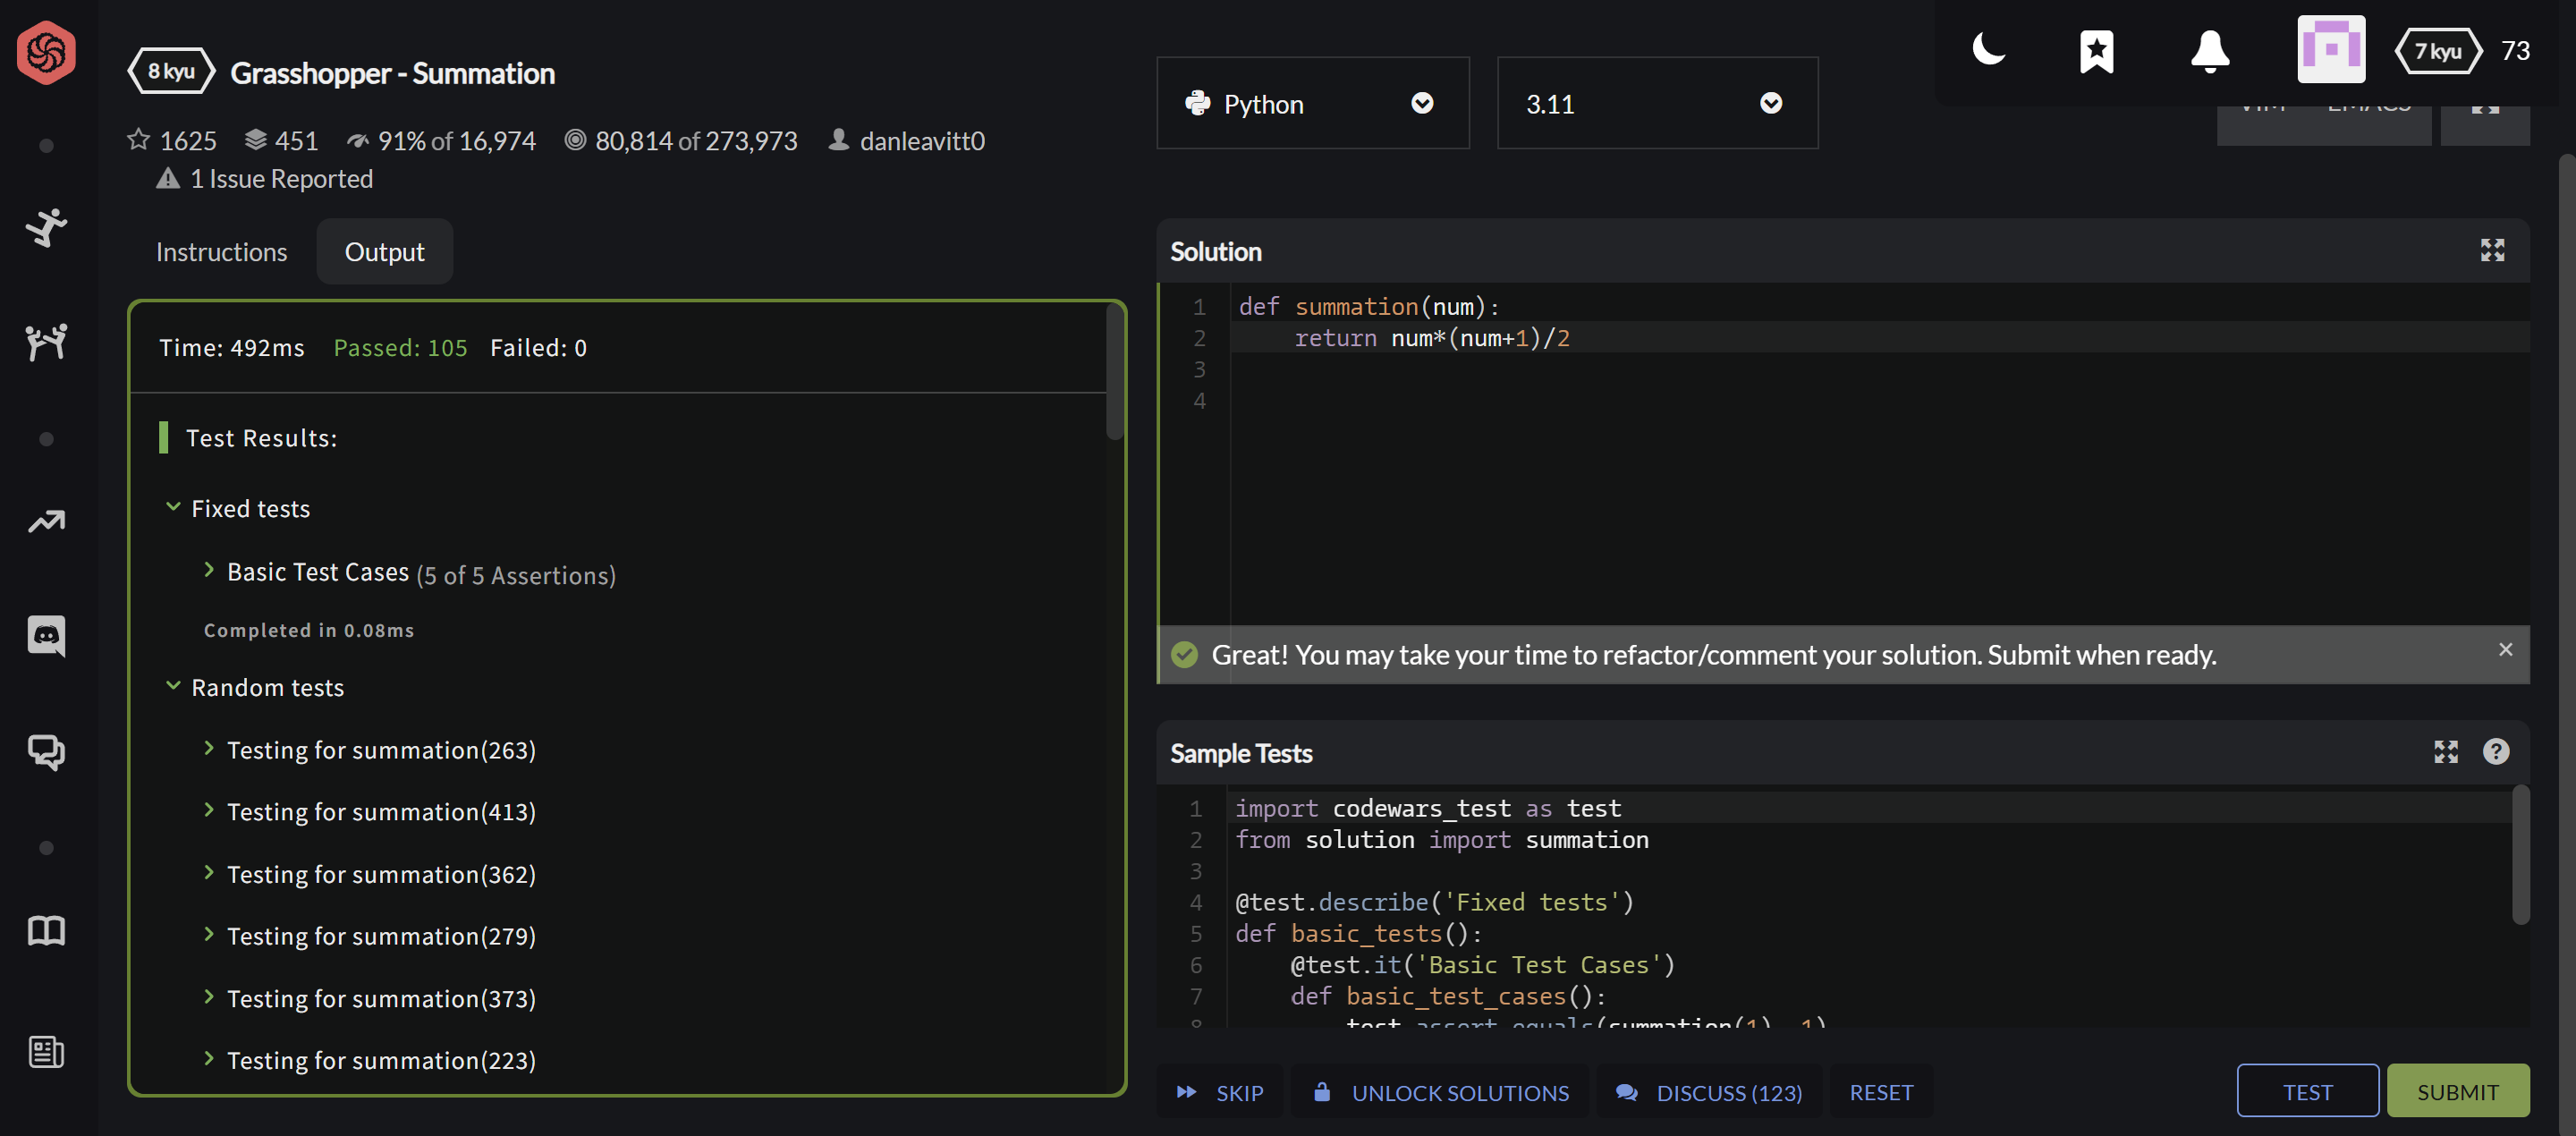 8 kyu Grasshopper - Summation
1625 451 91% of 16,974 80,814 of 273,973 danleavitt0
1 Issue Reported
Python 3.11
7 kyu 73
VIM EMACS
Instructions Output
Time: 492ms Passed: 105 Failed: 0
Test Results:
Fixed tests
Basic Test Cases (5 of 5 Assertions)
Completed in 0.08ms
Random tests
Testing for summation(263)
Testing for summation(413)
Testing for summation(362)
Testing for summation(279)
Testing for summation(373)
Testing for summation(223)
Solution
1 def summation(num):
2 return num*(num+1)/2
3
4
Great! You may take your time to refactor/comment your solution. Submit when ready.
Sample Tests
1 import codewars_test as test
2 from solution import summation
3
4 @test.describe('Fixed tests')
5 def basic_tests():
6 @test.it('Basic Test Cases')
7 def basic_test_cases():
8 test.assert_equals(summation(1), 1)
SKIP UNLOCK SOLUTIONS DISCUSS (123) RESET TEST SUBMIT